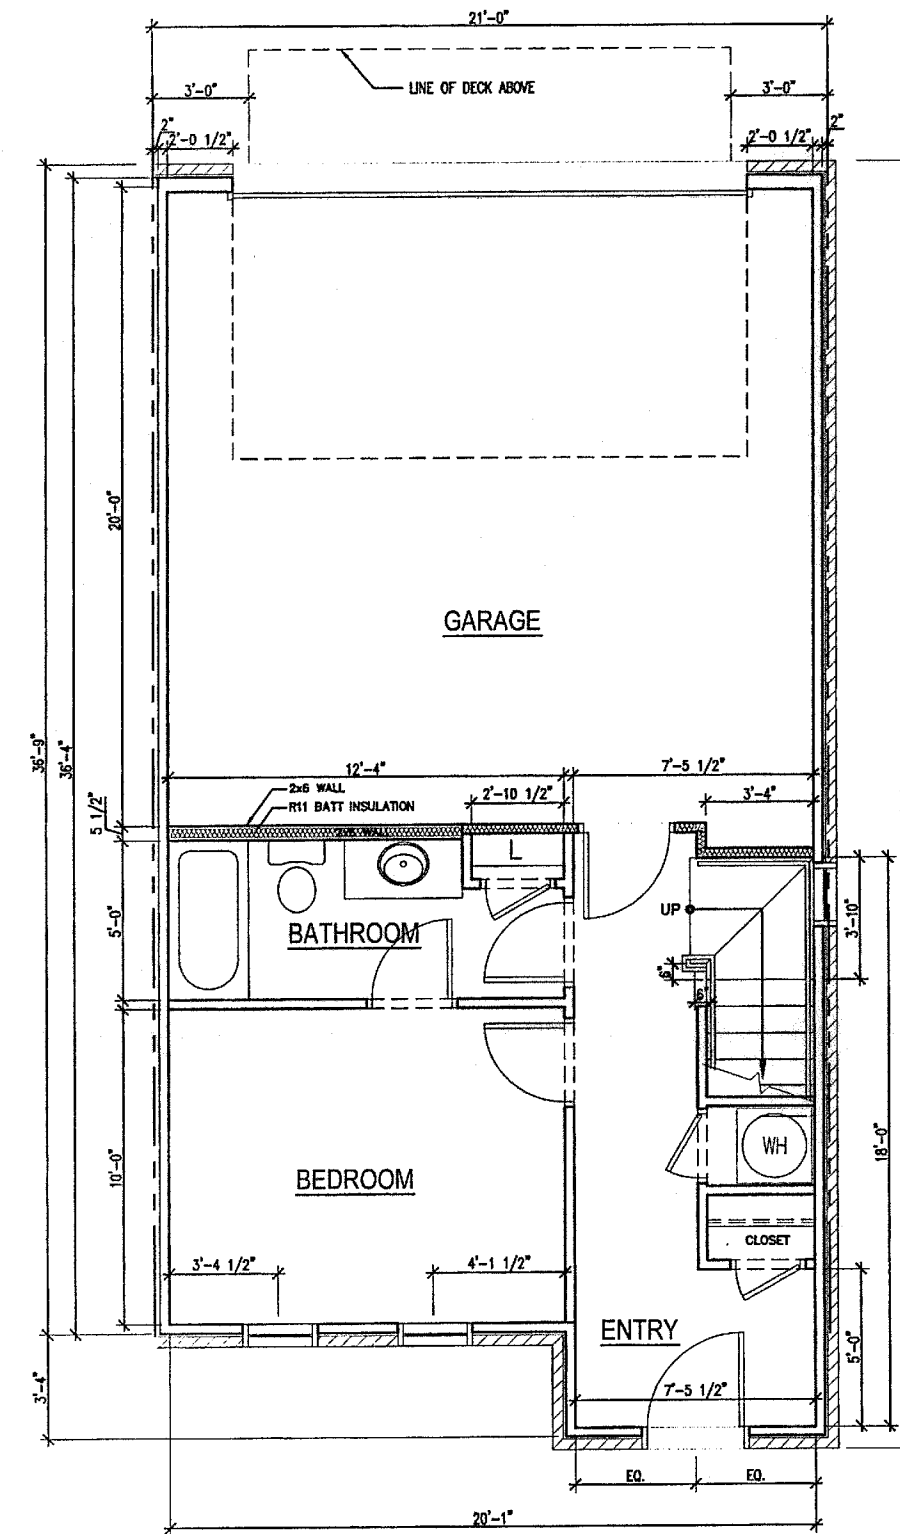 21'-0"
LINE OF DECK ABOVE
3'-0"
3'-0"
2"
2'-0 1/2"
2'-0 1/2"
2"
20'-0"
GARAGE
36'-9"
36'-4"
12'-4"
7'-5 1/2"
2x6 WALL
R11 BATT INSULATION
2'-10 1/2"
3'-4"
5 1/2"
2x6 WALL
L
UP
5'-0"
BATHROOM
3'-10"
6"
6"
10'-0"
BEDROOM
WH
18'-0"
CLOSET
3'-4 1/2"
4'-1 1/2"
ENTRY
5'-0"
3'-4"
7'-5 1/2"
EQ.
EQ.
20'-1"